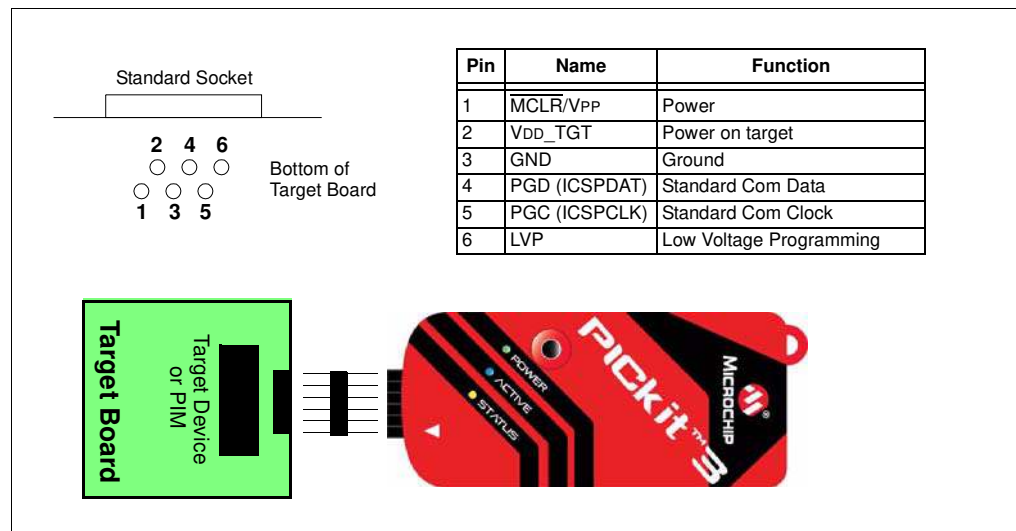 Standard Socket
2 4 6
1 3 5
Bottom of
Target Board
Pin Name Function
1 MCLR/VPP Power
2 VDD_TGT Power on target
3 GND Ground
4 PGD (ICSPDAT) Standard Com Data
5 PGC (ICSPCLK) Standard Com Clock
6 LVP Low Voltage Programming
Target Board
Target Device
or PIM
POWER
ACTIVE
STATUS
PICkit™3
MICROCHIP®